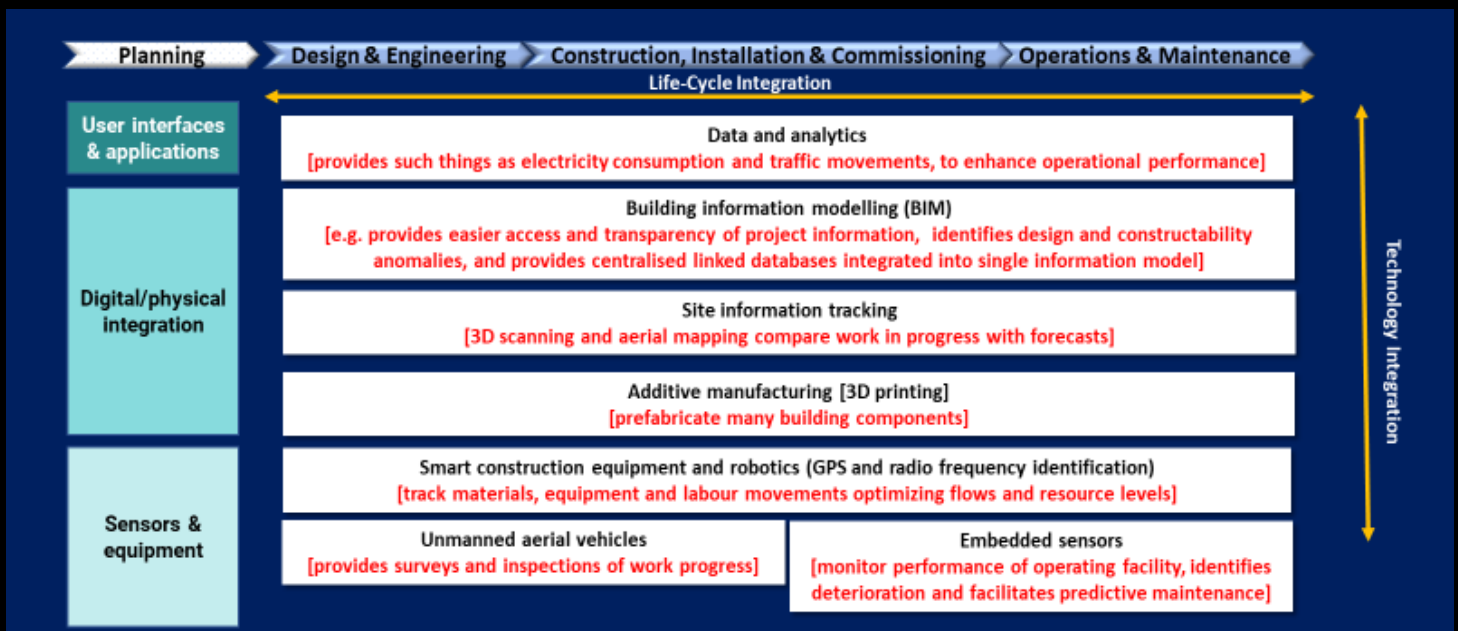 Planning
Design & Engineering
Construction, Installation & Commissioning
Operations & Maintenance
Life-Cycle Integration
User interfaces
& applications
Data and analytics
[provides such things as electricity consumption and traffic movements, to enhance operational performance]
Digital/physical
integration
Building information modelling (BIM)
[e.g. provides easier access and transparency of project information, identifies design and constructability
anomalies, and provides centralised linked databases integrated into single information model]
Site information tracking
[3D scanning and aerial mapping compare work in progress with forecasts]
Additive manufacturing [3D printing]
[prefabricate many building components]
Sensors &
equipment
Smart construction equipment and robotics (GPS and radio frequency identification)
[track materials, equipment and labour movements optimizing flows and resource levels]
Unmanned aerial vehicles
[provides surveys and inspections of work progress]
Embedded sensors
[monitor performance of operating facility, identifies
deterioration and facilitates predictive maintenance]
Technology Integration